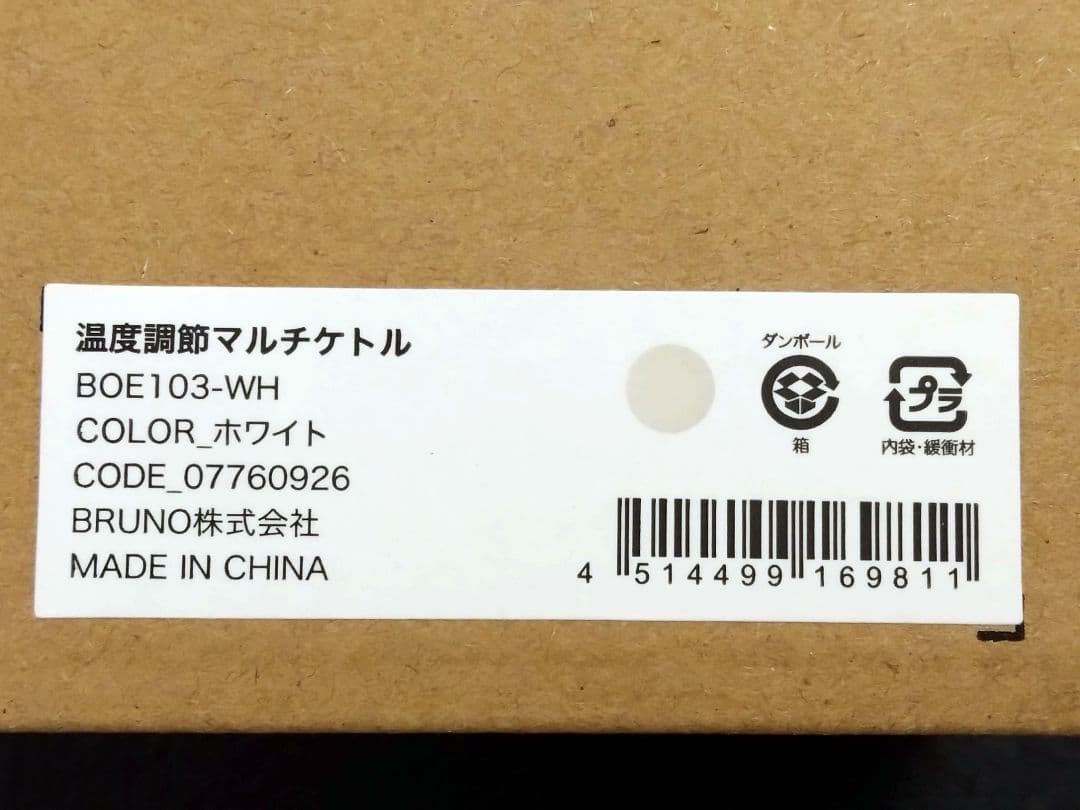 温度調節マルチケトル
BOE103-WH
COLOR_ホワイト
CODE_07760926
BRUNO株式会社
MADE IN CHINA
ダンボール
箱
プラ
内袋・緩衝材
4 514499 169811